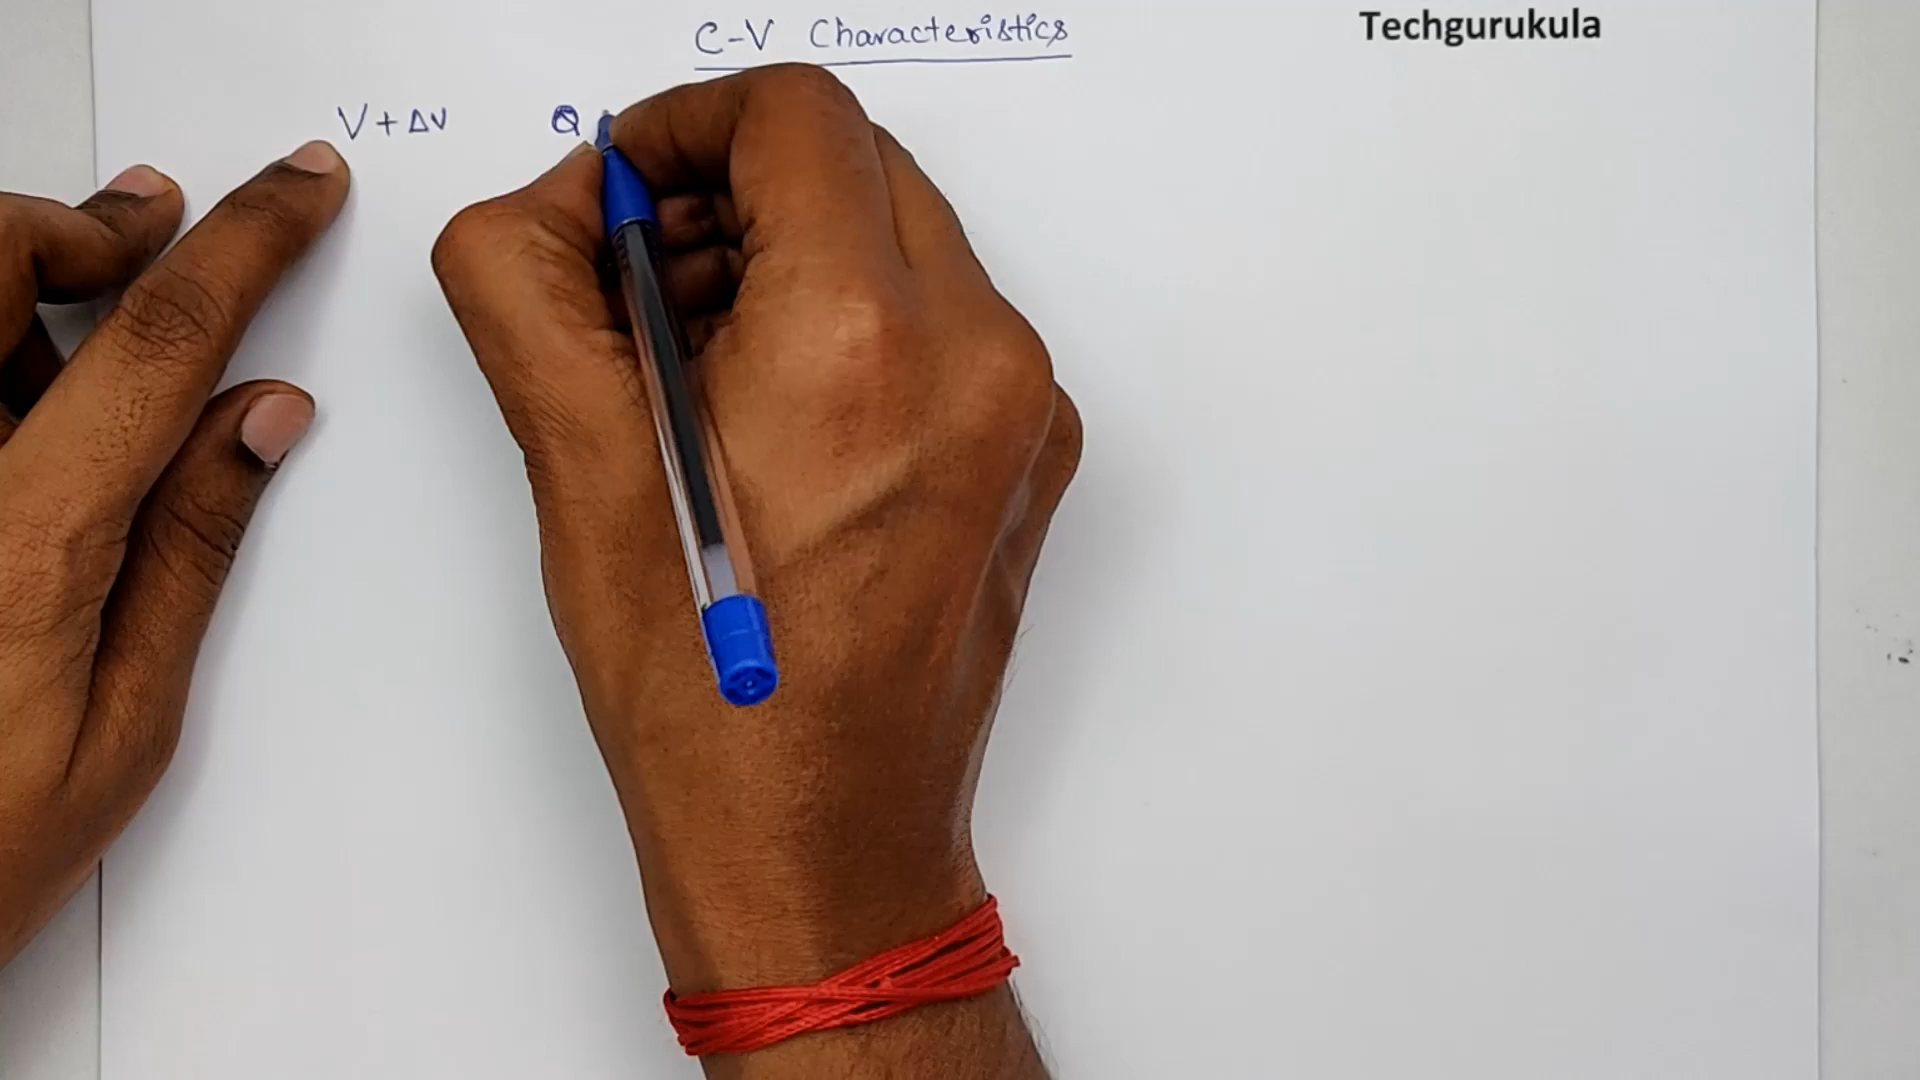 C-V Characteristics
Techgurukula
V + ΔV Q